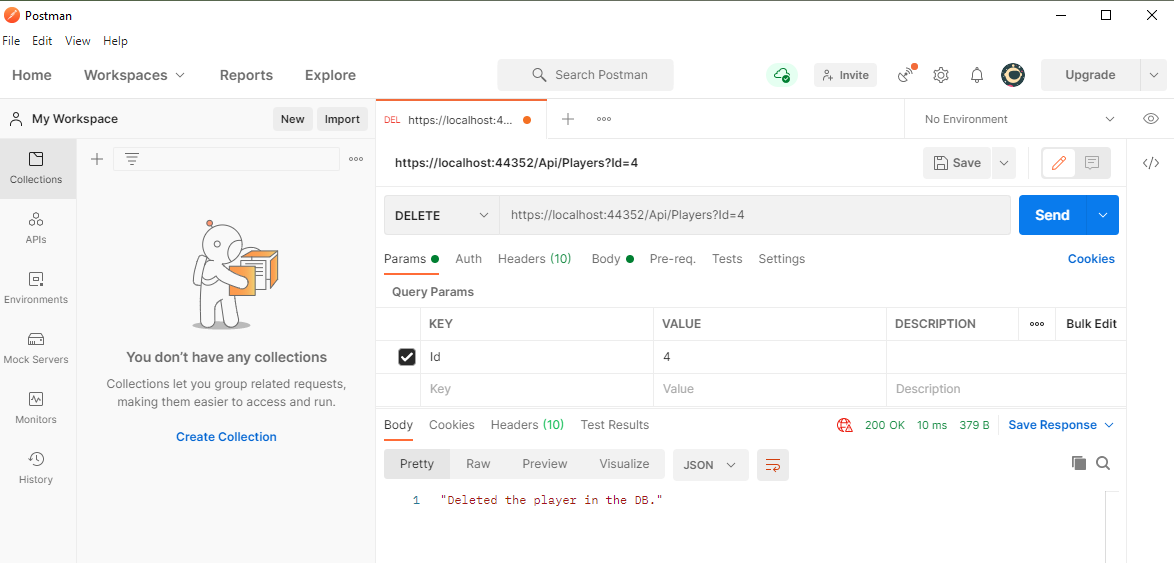 Postman
File Edit View Help
Home Workspaces Reports Explore Search Postman Invite Upgrade
My Workspace New Import DEL https://localhost:4... No Environment
Collections
APIs
Environments
Mock Servers
Monitors
History
You don’t have any collections
Collections let you group related requests,
making them easier to access and run.
Create Collection
https://localhost:44352/Api/Players?Id=4 Save
DELETE https://localhost:44352/Api/Players?Id=4 Send
Params Auth Headers (10) Body Pre-req. Tests Settings Cookies
Query Params
KEY VALUE DESCRIPTION Bulk Edit
Id 4
Key Value Description
Body Cookies Headers (10) Test Results 200 OK 10 ms 379 B Save Response
Pretty Raw Preview Visualize JSON
1 "Deleted the player in the DB."